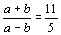 (a + b)/(a − b) = 11/5